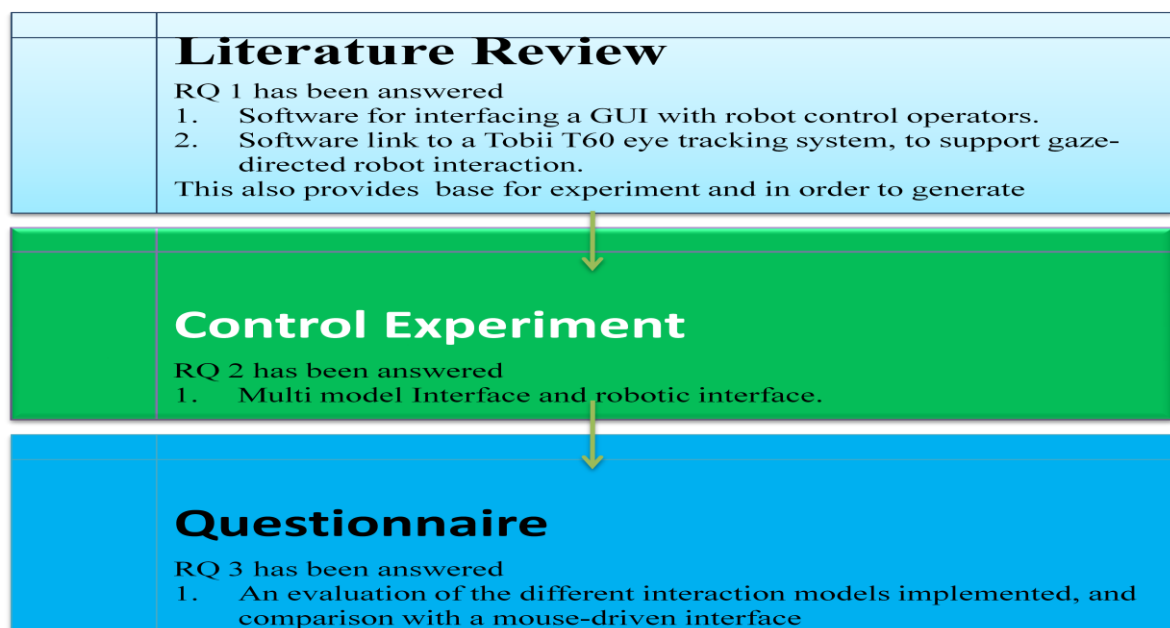 Literature Review
RQ 1 has been answered
1. Software for interfacing a GUI with robot control operators.
2. Software link to a Tobii T60 eye tracking system, to support gaze-
directed robot interaction.
This also provides base for experiment and in order to generate
Control Experiment
RQ 2 has been answered
1. Multi model Interface and robotic interface.
Questionnaire
RQ 3 has been answered
1. An evaluation of the different interaction models implemented, and
comparison with a mouse-driven interface